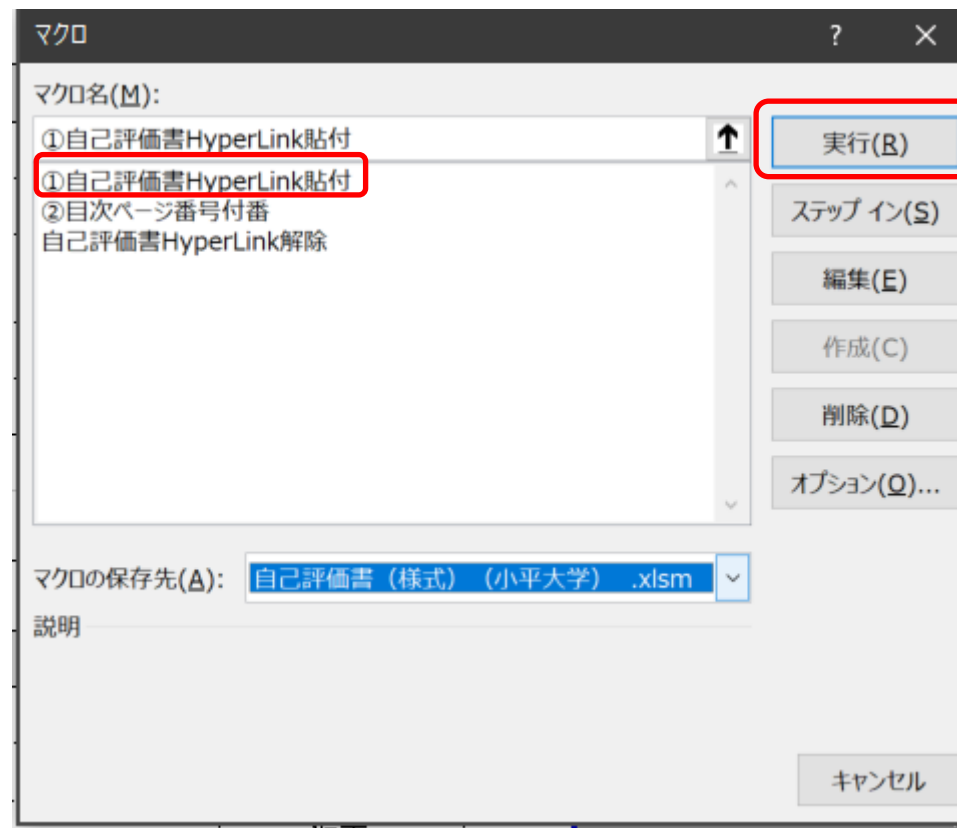 マクロ
? ×
マクロ名(M):
①自己評価書HyperLink貼付
実行(R)
①自己評価書HyperLink貼付
②目次ページ番号付番
自己評価書HyperLink解除
ステップ イン(S)
編集(E)
作成(C)
削除(D)
オプション(O)...
マクロの保存先(A): 自己評価書（様式）（小平大学） .xlsm
説明
キャンセル